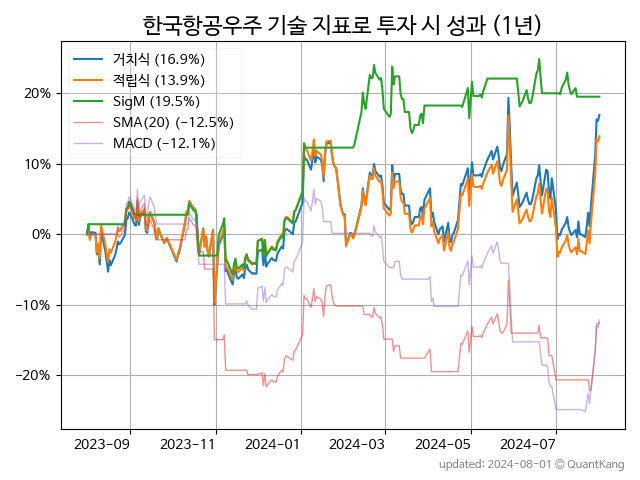 한국항공우주 기술 지표로 투자 시 성과 (1년)
거치식 (16.9%)
적립식 (13.9%)
SigM (19.5%)
SMA(20) (−12.5%)
MACD (−12.1%)
20%
10%
0%
−10%
−20%
2023-09 2023-11 2024-01 2024-03 2024-05 2024-07
updated: 2024-08-01 © QuantKang